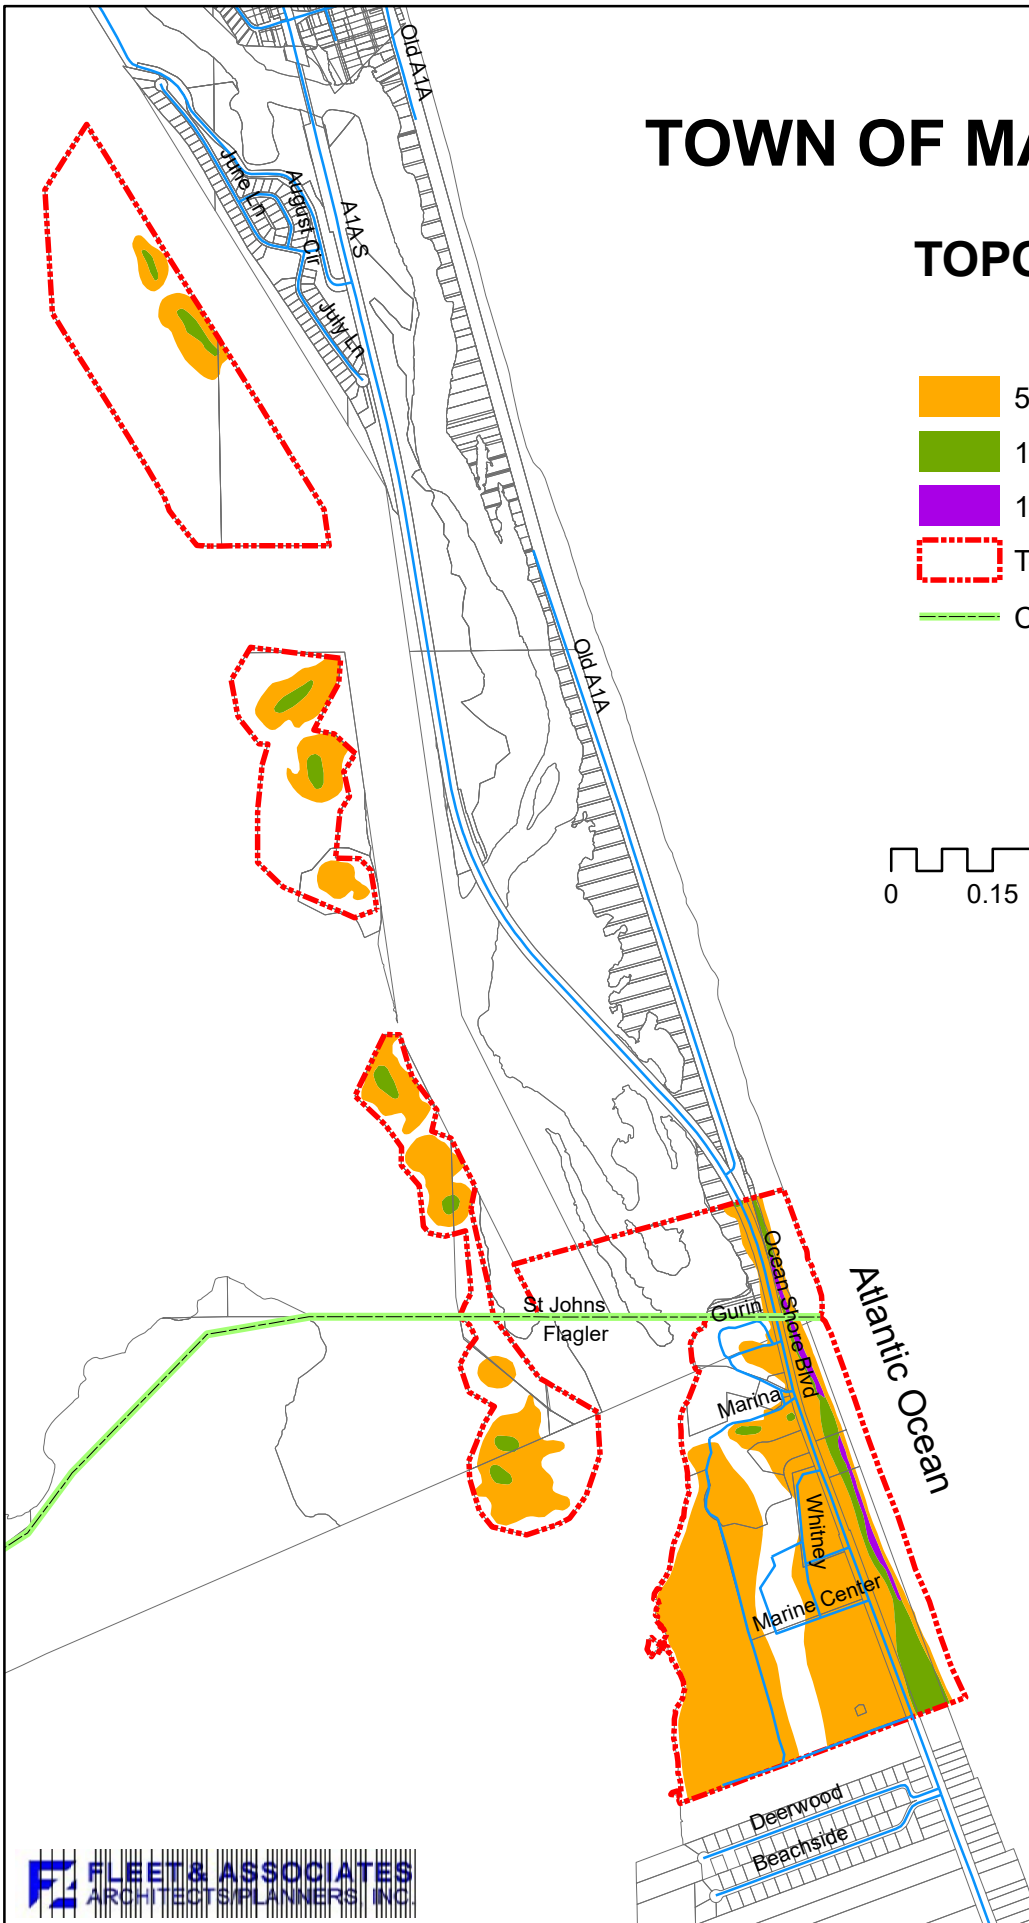 Old A1A
TOWN OF MA
June Ln
August Cir
A1A S
TOPO
July Ln
5
1
1
T
C
Old A1A
0 0.15
Ocean Shore Blvd
Atlantic Ocean
St Johns
Gurin
Flagler
Marina
Whitney
Marine Center
Deerwood
Beachside
FLEET & ASSOCIATES
ARCHITECTS/PLANNERS, INC.